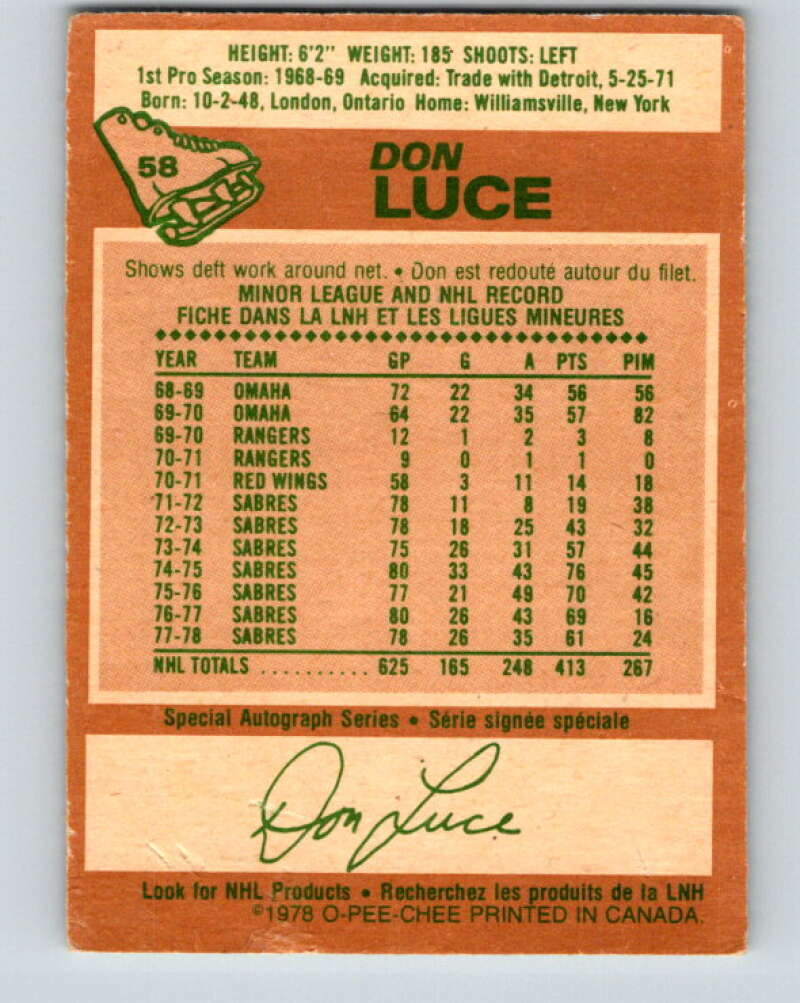 HEIGHT: 6'2" WEIGHT: 185 SHOOTS: LEFT
1st Pro Season: 1968-69 Acquired: Trade with Detroit, 5-25-71
Born: 10-2-48, London, Ontario Home: Williamsville, New York
58
DON
LUCE
Shows deft work around net. • Don est redouté autour du filet.
MINOR LEAGUE AND NHL RECORD
FICHE DANS LA LNH ET LES LIGUES MINEURES
YEAR TEAM GP G A PTS PIM
68-69 OMAHA 72 22 34 56 56
69-70 OMAHA 64 22 35 57 82
69-70 RANGERS 12 1 2 3 8
70-71 RANGERS 9 0 1 1 0
70-71 RED WINGS 58 3 11 14 18
71-72 SABRES 78 11 8 19 38
72-73 SABRES 78 18 25 43 32
73-74 SABRES 75 26 31 57 44
74-75 SABRES 80 33 43 76 45
75-76 SABRES 77 21 49 70 42
76-77 SABRES 80 26 43 69 16
77-78 SABRES 78 26 35 61 24
NHL TOTALS .......... 625 165 248 413 267
Special Autograph Series • Série signée spéciale
Don Luce
Look for NHL Products • Recherchez les produits de la LNH
©1978 O-PEE-CHEE PRINTED IN CANADA.